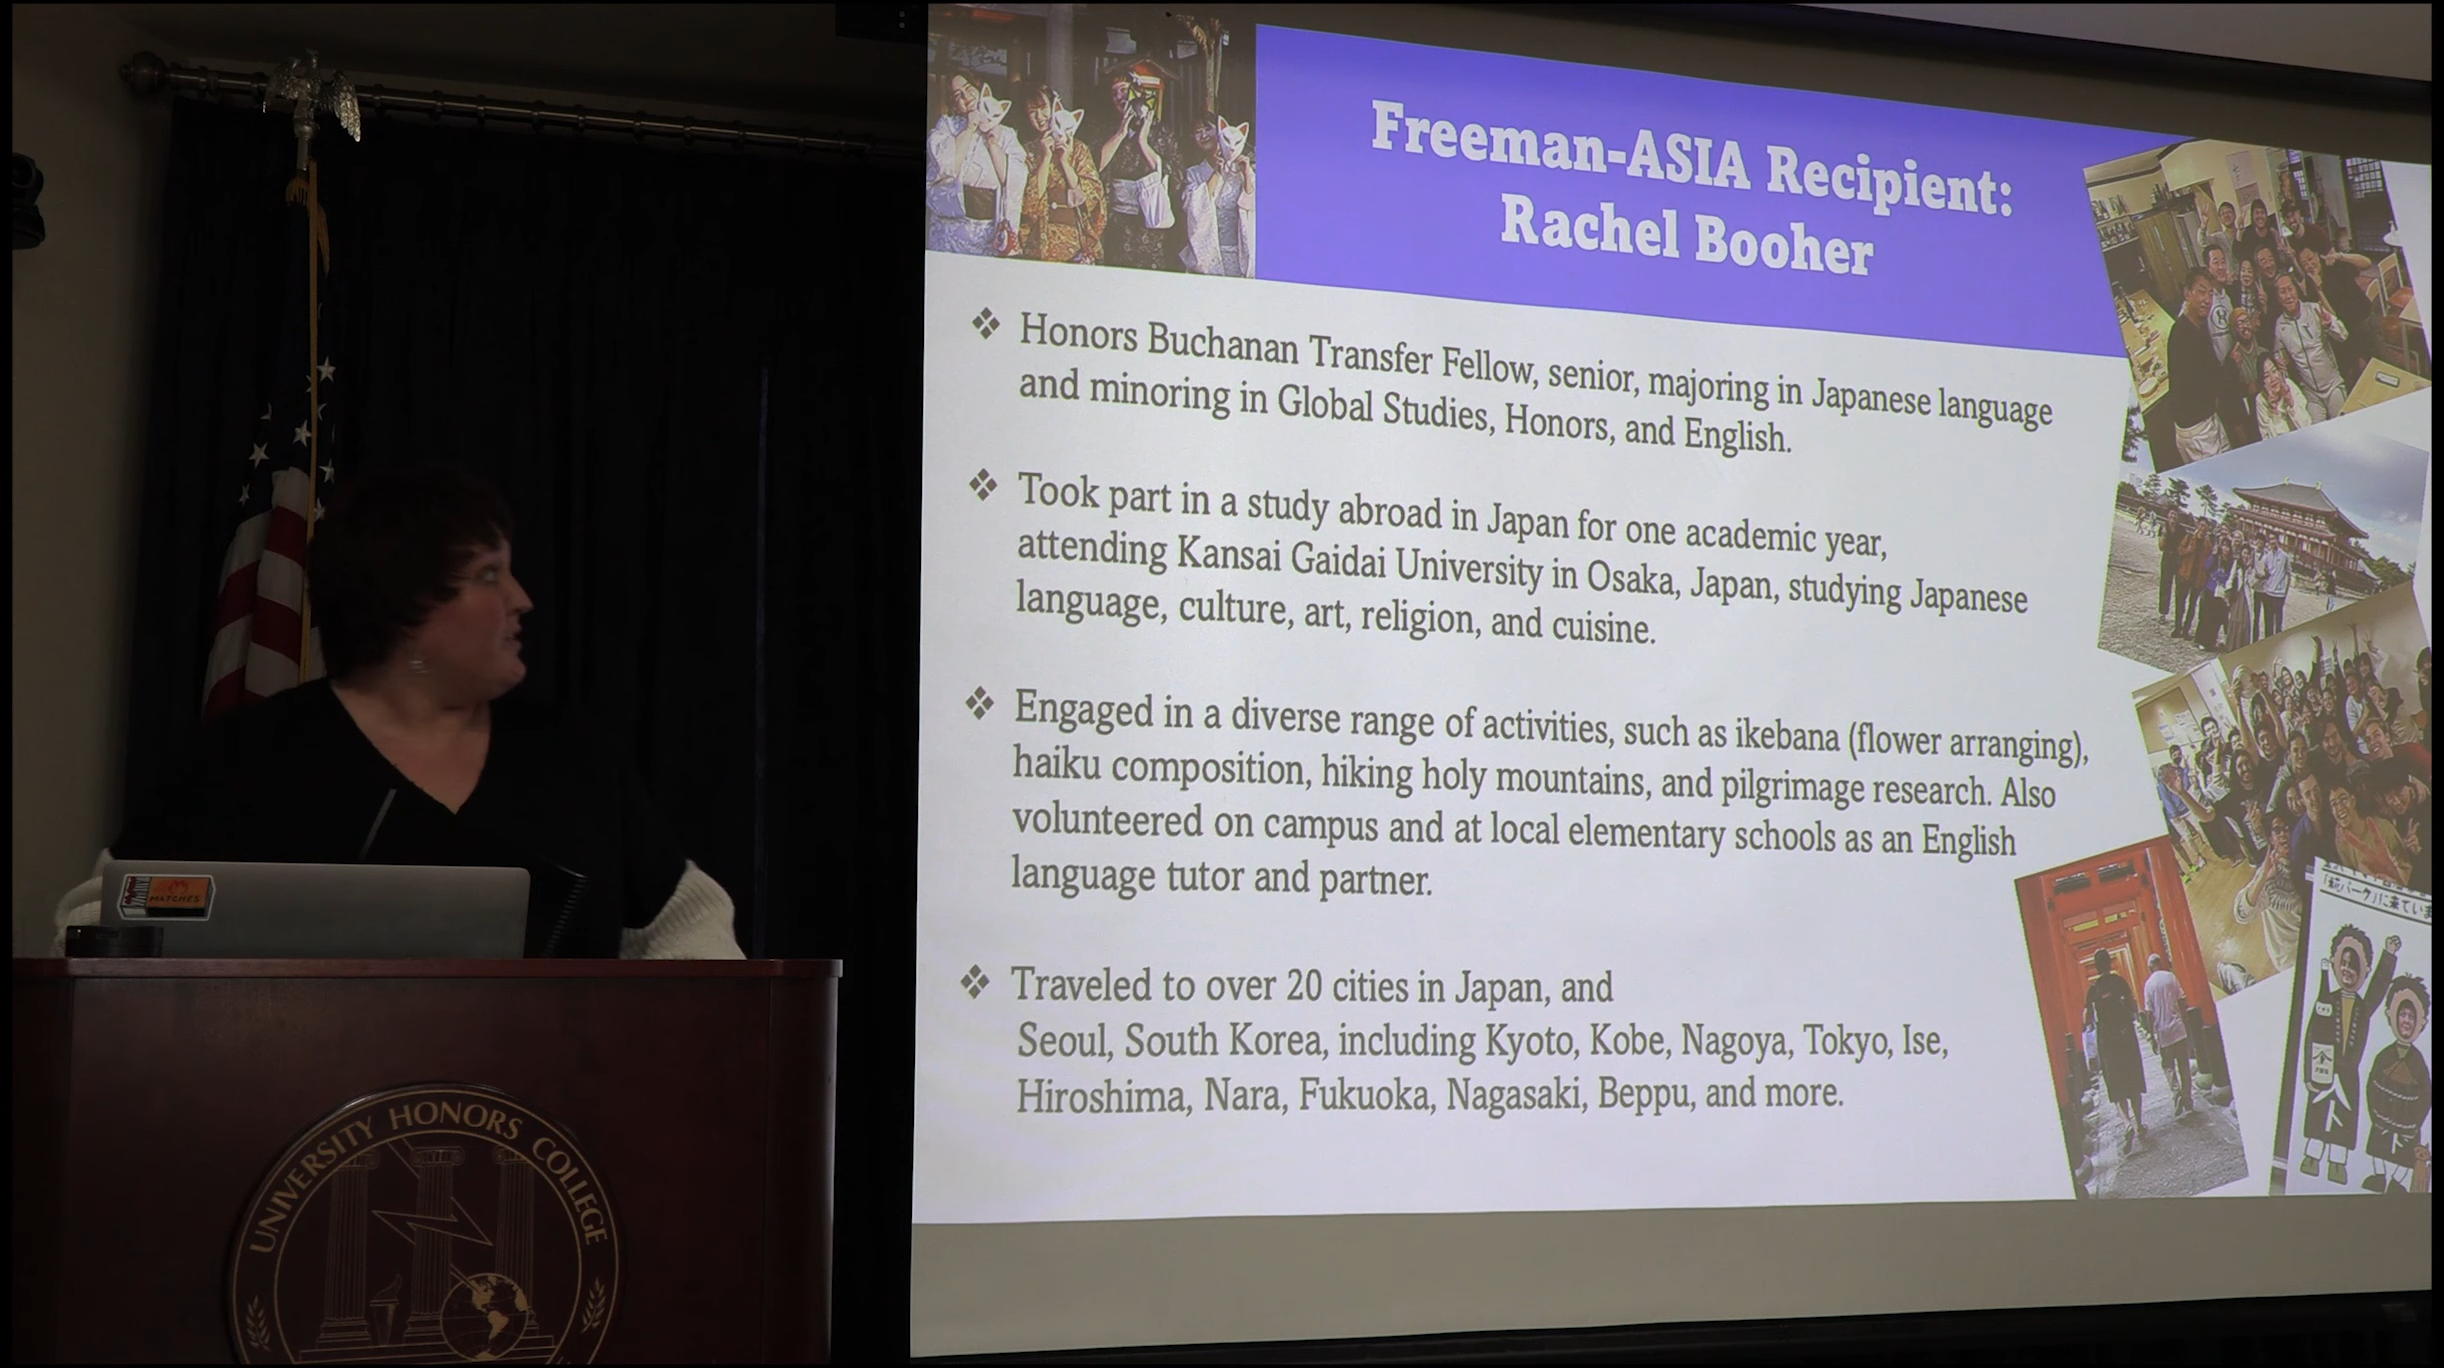 Freeman-ASIA Recipient:
Rachel Booher
❖ Honors Buchanan Transfer Fellow, senior, majoring in Japanese language
and minoring in Global Studies, Honors, and English.
❖ Took part in a study abroad in Japan for one academic year,
attending Kansai Gaidai University in Osaka, Japan, studying Japanese
language, culture, art, religion, and cuisine.
❖ Engaged in a diverse range of activities, such as ikebana (flower arranging),
haiku composition, hiking holy mountains, and pilgrimage research. Also
volunteered on campus and at local elementary schools as an English
language tutor and partner.
❖ Traveled to over 20 cities in Japan, and
Seoul, South Korea, including Kyoto, Kobe, Nagoya, Tokyo, Ise,
Hiroshima, Nara, Fukuoka, Nagasaki, Beppu, and more.
MATCHES
UNIVERSITY HONORS COLLEGE